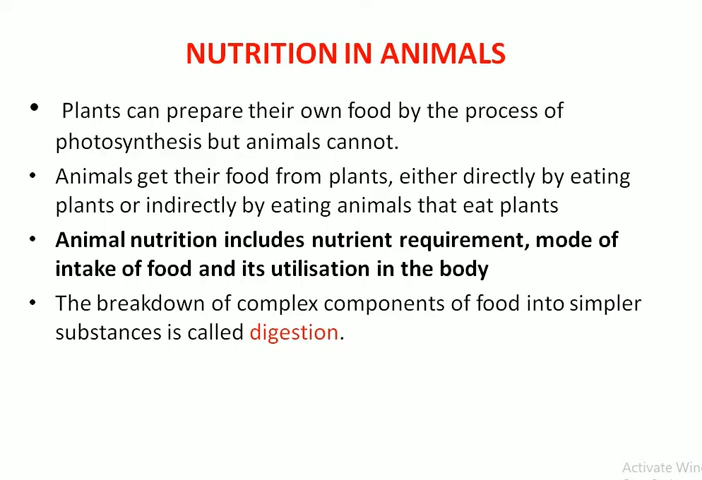 NUTRITION IN ANIMALS
• Plants can prepare their own food by the process of
photosynthesis but animals cannot.
• Animals get their food from plants, either directly by eating
plants or indirectly by eating animals that eat plants
• Animal nutrition includes nutrient requirement, mode of
intake of food and its utilisation in the body
• The breakdown of complex components of food into simpler
substances is called digestion.
Activate Win